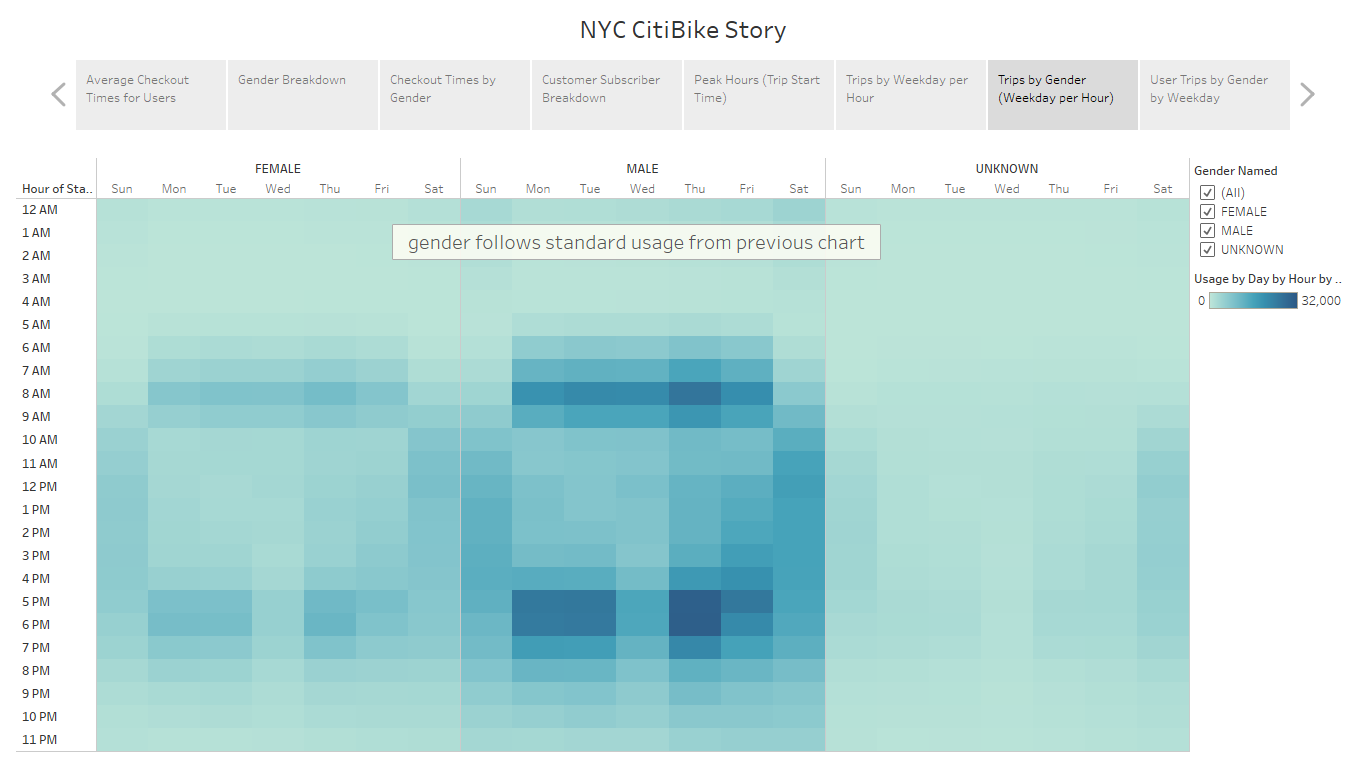 NYC CitiBike Story
Average Checkout
Times for Users
Gender Breakdown
Checkout Times by
Gender
Customer Subscriber
Breakdown
Peak Hours (Trip Start
Time)
Trips by Weekday per
Hour
Trips by Gender
(Weekday per Hour)
User Trips by Gender
by Weekday
FEMALE MALE UNKNOWN
Hour of Sta.. Sun Mon Tue Wed Thu Fri Sat Sun Mon Tue Wed Thu Fri Sat Sun Mon Tue Wed Thu Fri Sat
12 AM
1 AM
2 AM
3 AM
4 AM
5 AM
6 AM
7 AM
8 AM
9 AM
10 AM
11 AM
12 PM
1 PM
2 PM
3 PM
4 PM
5 PM
6 PM
7 PM
8 PM
9 PM
10 PM
11 PM
gender follows standard usage from previous chart
Gender Named
(All)
FEMALE
MALE
UNKNOWN
Usage by Day by Hour by ..
0 32,000